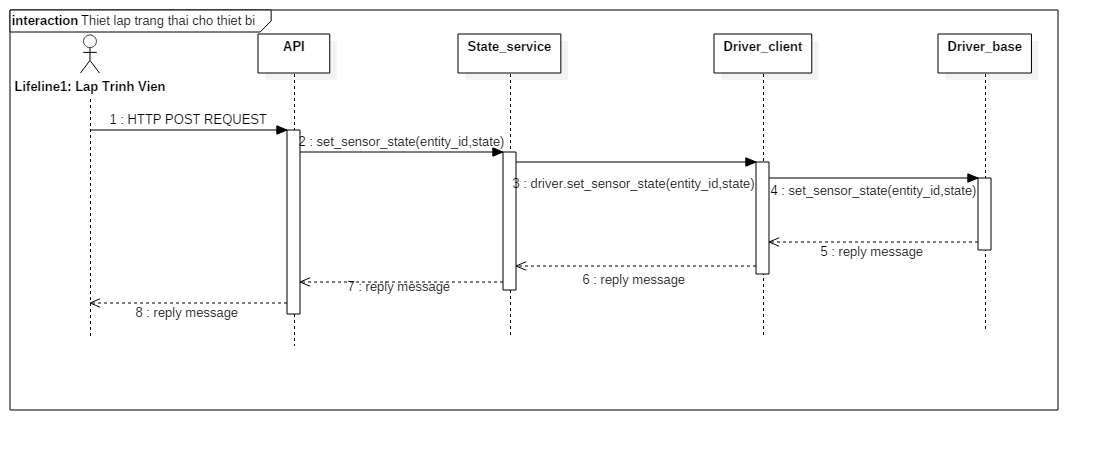 interaction Thiet lap trang thai cho thiet bi
API
State_service
Driver_client
Driver_base
Lifeline1: Lap Trinh Vien
1 : HTTP POST REQUEST
2 : set_sensor_state(entity_id,state)
3 : driver.set_sensor_state(entity_id,state)
4 : set_sensor_state(entity_id,state)
5 : reply message
6 : reply message
7 : reply message
8 : reply message